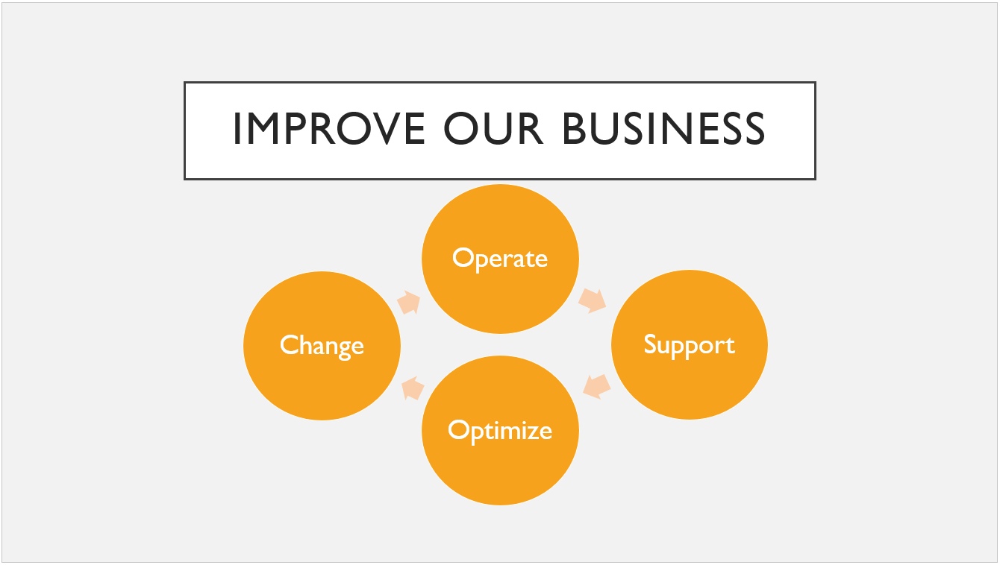 IMPROVE OUR BUSINESS
Operate
Support
Optimize
Change